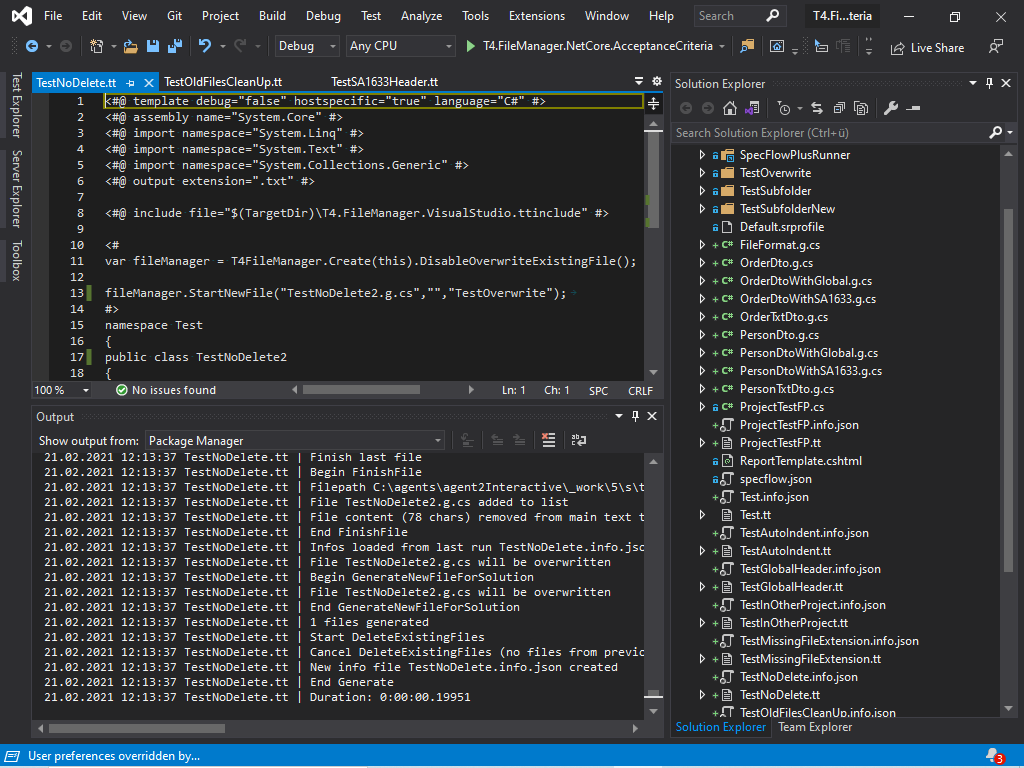 File Edit View Git Project Build Debug Test Analyze Tools Extensions Window Help Search T4.Fi...teria
Debug Any CPU T4.FileManager.NetCore.AcceptanceCriteria Live Share
Test Explorer
Server Explorer
Toolbox
TestNoDelete.tt TestOldFilesCleanUp.tt TestSA1633Header.tt
1 <#@ template debug="false" hostspecific="true" language="C#" #>
2 <#@ assembly name="System.Core" #>
3 <#@ import namespace="System.Linq" #>
4 <#@ import namespace="System.Text" #>
5 <#@ import namespace="System.Collections.Generic" #>
6 <#@ output extension=".txt" #>
7
8 <#@ include file="$(TargetDir)\T4.FileManager.VisualStudio.ttinclude" #>
9
10 <#
11 var fileManager = T4FileManager.Create(this).DisableOverwriteExistingFile();
12
13 fileManager.StartNewFile("TestNoDelete2.g.cs","","TestOverwrite");
14 #>
15 namespace Test
16 {
17 public class TestNoDelete2
18 {
100 % No issues found Ln: 1 Ch: 1 SPC CRLF
Output
Show output from: Package Manager
21.02.2021 12:13:37 TestNoDelete.tt | Finish last file
21.02.2021 12:13:37 TestNoDelete.tt | Begin FinishFile
21.02.2021 12:13:37 TestNoDelete.tt | Filepath C:\agents\agent2Interactive\_work\5\s\t
21.02.2021 12:13:37 TestNoDelete.tt | File TestNoDelete2.g.cs added to list
21.02.2021 12:13:37 TestNoDelete.tt | File content (78 chars) removed from main text t
21.02.2021 12:13:37 TestNoDelete.tt | End FinishFile
21.02.2021 12:13:37 TestNoDelete.tt | Infos loaded from last run TestNoDelete.info.jso
21.02.2021 12:13:37 TestNoDelete.tt | File TestNoDelete2.g.cs will be overwritten
21.02.2021 12:13:37 TestNoDelete.tt | Begin GenerateNewFileForSolution
21.02.2021 12:13:37 TestNoDelete.tt | File TestNoDelete2.g.cs will be overwritten
21.02.2021 12:13:37 TestNoDelete.tt | End GenerateNewFileForSolution
21.02.2021 12:13:37 TestNoDelete.tt | 1 files generated
21.02.2021 12:13:37 TestNoDelete.tt | Start DeleteExistingFiles
21.02.2021 12:13:37 TestNoDelete.tt | Cancel DeleteExistingFiles (no files from previo
21.02.2021 12:13:37 TestNoDelete.tt | New info file TestNoDelete.info.json created
21.02.2021 12:13:37 TestNoDelete.tt | End Generate
21.02.2021 12:13:37 TestNoDelete.tt | Duration: 0:00:00.19951
Solution Explorer
Search Solution Explorer (Ctrl+ü)
SpecFlowPlusRunner
TestOverwrite
TestSubfolder
TestSubfolderNew
Default.srprofile
FileFormat.g.cs
OrderDto.g.cs
OrderDtoWithGlobal.g.cs
OrderDtoWithSA1633.g.cs
OrderTxtDto.g.cs
PersonDto.g.cs
PersonDtoWithGlobal.g.cs
PersonDtoWithSA1633.g.cs
PersonTxtDto.g.cs
ProjectTestFP.cs
ProjectTestFP.info.json
ProjectTestFP.tt
ReportTemplate.cshtml
specflow.json
Test.info.json
Test.tt
TestAutoIndent.info.json
TestAutoIndent.tt
TestGlobalHeader.info.json
TestGlobalHeader.tt
TestInOtherProject.info.json
TestInOtherProject.tt
TestMissingFileExtension.info.json
TestMissingFileExtension.tt
TestNoDelete.info.json
TestNoDelete.tt
TestOldFilesCleanUp.info.json
Solution Explorer Team Explorer
User preferences overridden by... 3